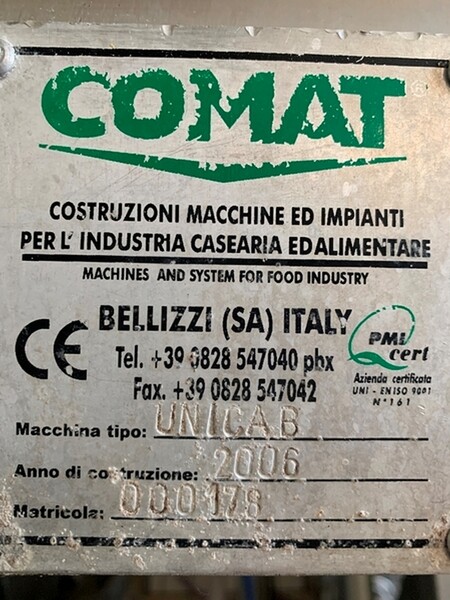 COMAT®
COSTRUZIONI MACCHINE ED IMPIANTI
PER L' INDUSTRIA CASEARIA ED ALIMENTARE
MACHINES AND SYSTEM FOR FOOD INDUSTRY
CE BELLIZZI (SA) ITALY
Tel. +39 0828 547040 pbx
Fax. +39 0828 547042
PMI
cert
Azienda certificata
UNI - EN ISO 9001
N° 161
Macchina tipo: UNICAB
Anno di costruzione: 2006
Matricola: 000178